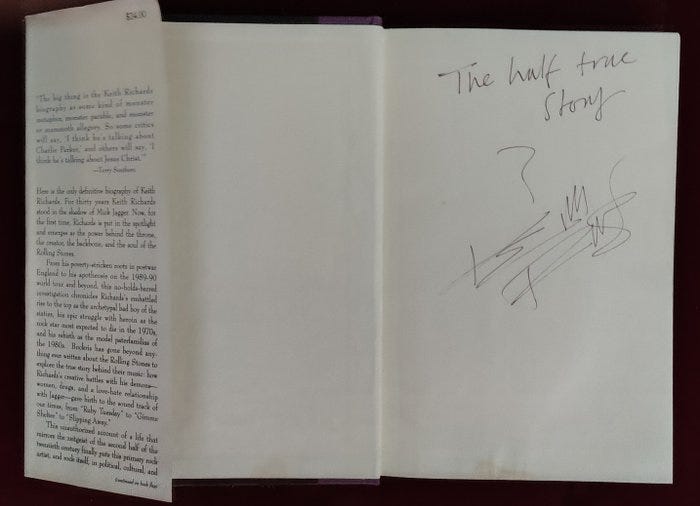 $24.00
"The big thing in the Keith Richards
biography as some kind of monster
metaphor, monster parable, and monster
or mammoth allegory. So some critics
will say, 'I think he's talking about
Charlie Parker,' and others will say, 'I
think he's talking about Jesus Christ.'"
—Terry Southern
Here is the only definitive biography of Keith
Richards. For thirty years Keith Richards
stood in the shadow of Mick Jagger. Now, for
the first time, Richards is put in the spotlight
and emerges as the power behind the throne,
the creator, the backbone, and the soul of the
Rolling Stones.
From his poverty-stricken roots in postwar
England to his apotheosis on the 1989-90
world tour and beyond, this no-holds-barred
investigation chronicles Richards's embattled
rise to the top as the archetypal bad boy of the
sixties, his epic struggle with heroin as the
rock star most expected to die in the 1970s,
and his rebirth as the model paterfamilias of
the 1980s. Bockris has gone beyond any-
thing ever written about the Rolling Stones to
explore the true story behind their music: how
Richards's creative battles with his demons—
women, drugs, and a love-hate relationship
with Jagger—gave birth to the sound track of
our times, from "Ruby Tuesday" to "Gimme
Shelter" to "Slipping Away."
This unauthorized account of a life that
mirrors the zeitgeist of the second half of the
twentieth century finally puts this primary rock
artist, and rock itself, in political, cultural, and
Continued on back flap
The half true
Story
?